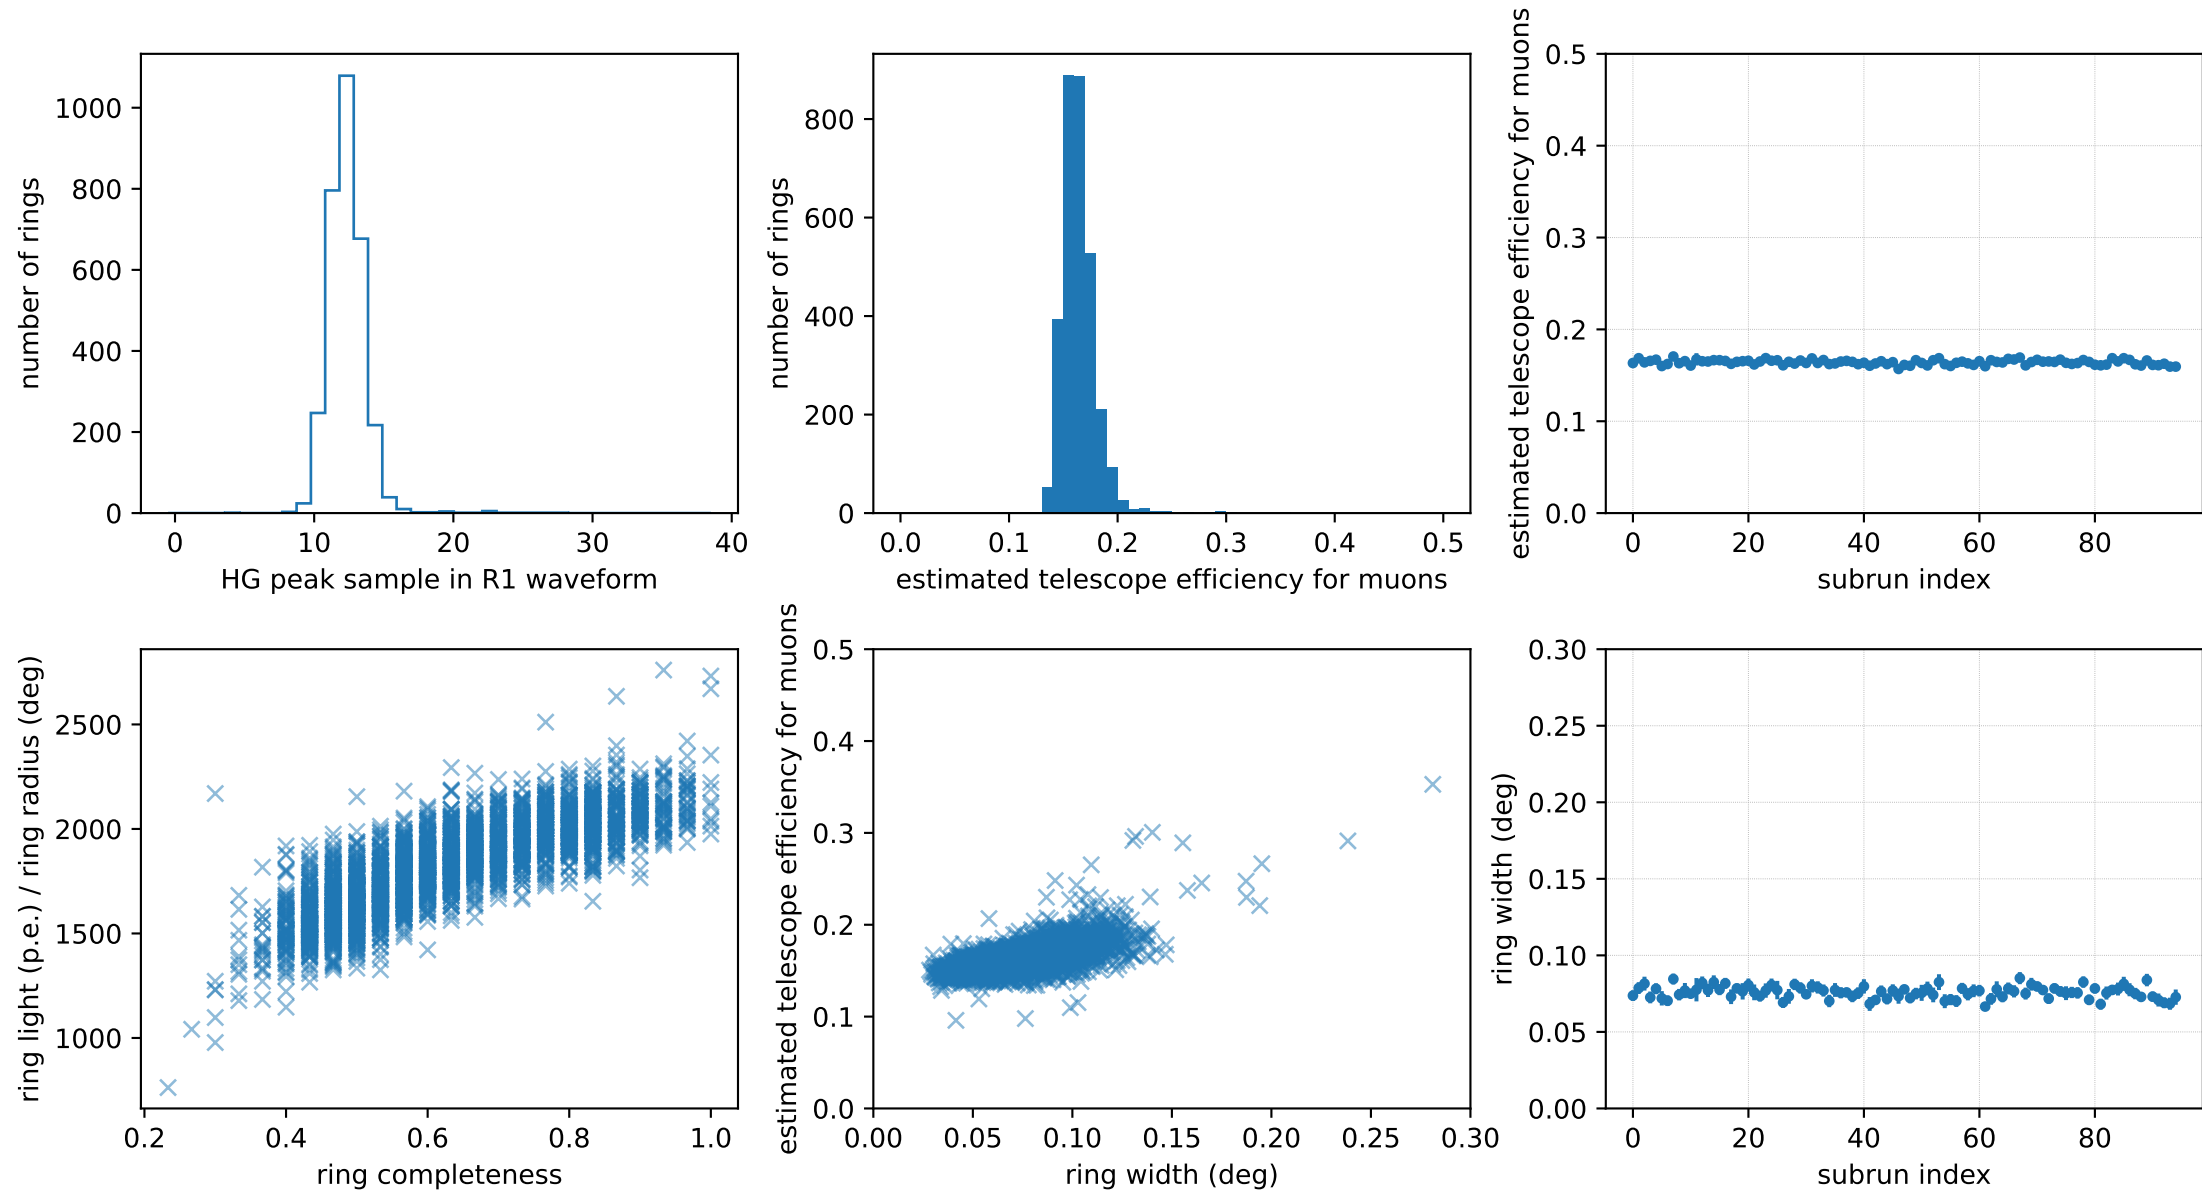 1000
800
600
400
200
0
number of rings
0 10 20 30 40
HG peak sample in R1 waveform
800
600
400
200
0
number of rings
0.0 0.1 0.2 0.3 0.4 0.5
estimated telescope efficiency for muons
0.5
0.4
0.3
0.2
0.1
0.0
estimated telescope efficiency for muons
0 20 40 60 80
subrun index
2500
2000
1500
1000
ring light (p.e.) / ring radius (deg)
0.2 0.4 0.6 0.8 1.0
ring completeness
0.5
0.4
0.3
0.2
0.1
0.0
estimated telescope efficiency for muons
0.00 0.05 0.10 0.15 0.20 0.25 0.30
ring width (deg)
0.30
0.25
0.20
0.15
0.10
0.05
0.00
ring width (deg)
0 20 40 60 80
subrun index